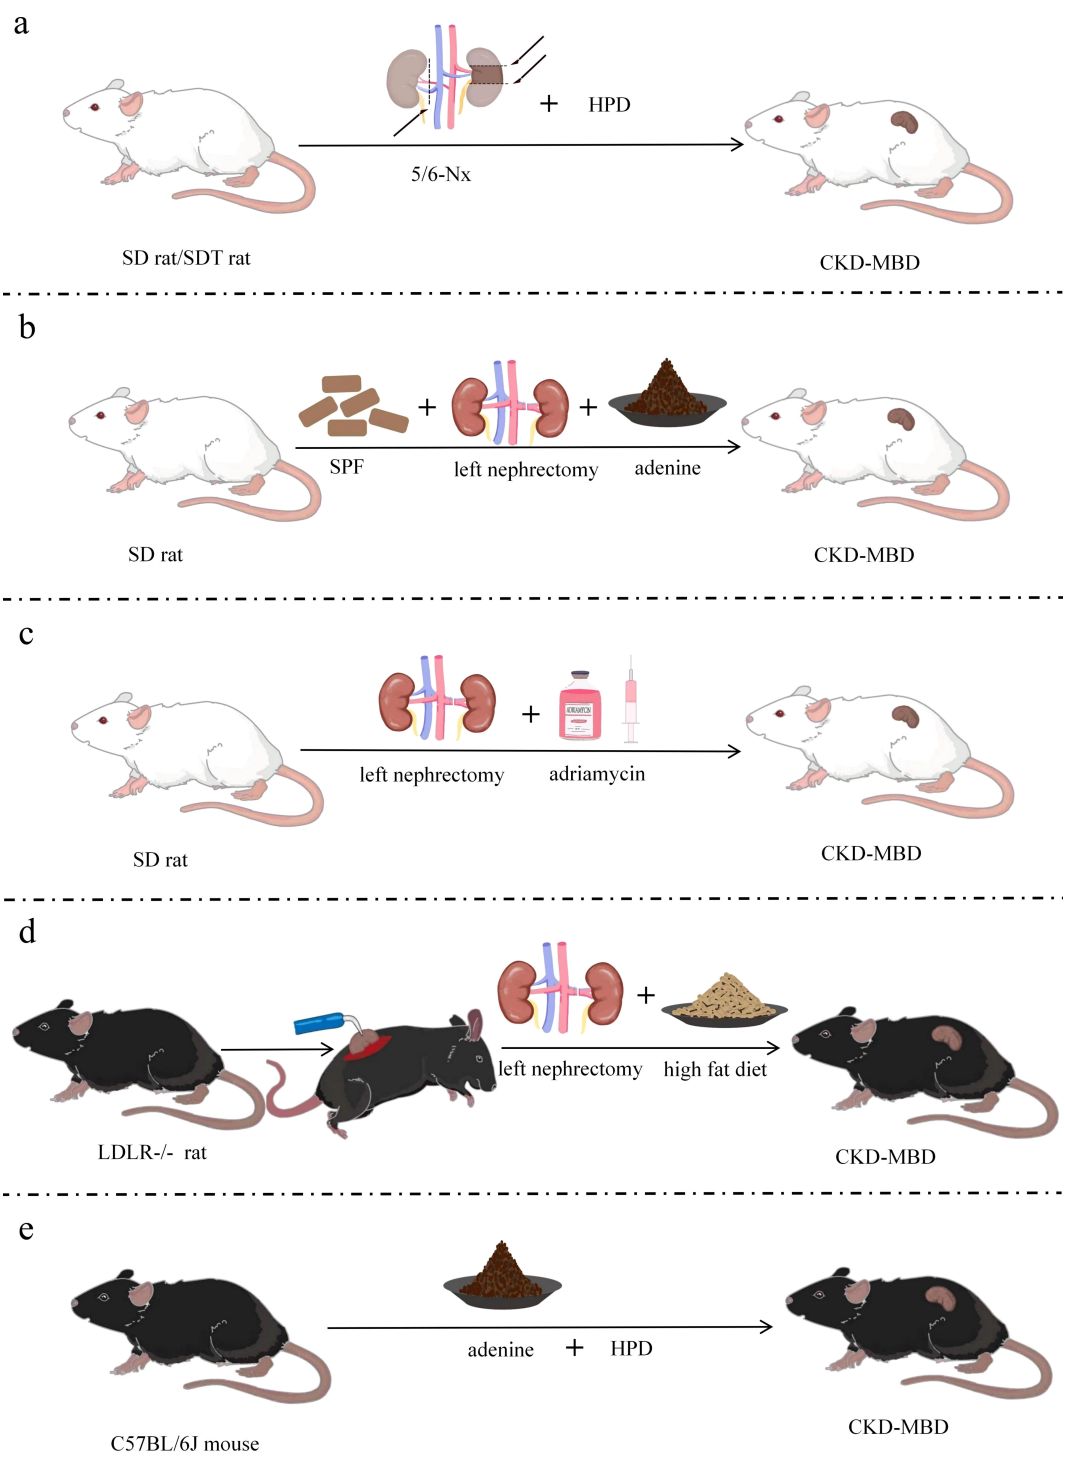 a
+ HPD
5/6-Nx
SD rat/SDT rat
CKD-MBD
b
+ +
SPF
left nephrectomy
adenine
SD rat
CKD-MBD
c
+
ADRIAMYCIN
left nephrectomy
adriamycin
SD rat
CKD-MBD
d
+
left nephrectomy
high fat diet
LDLR-/- rat
CKD-MBD
e
adenine + HPD
C57BL/6J mouse
CKD-MBD